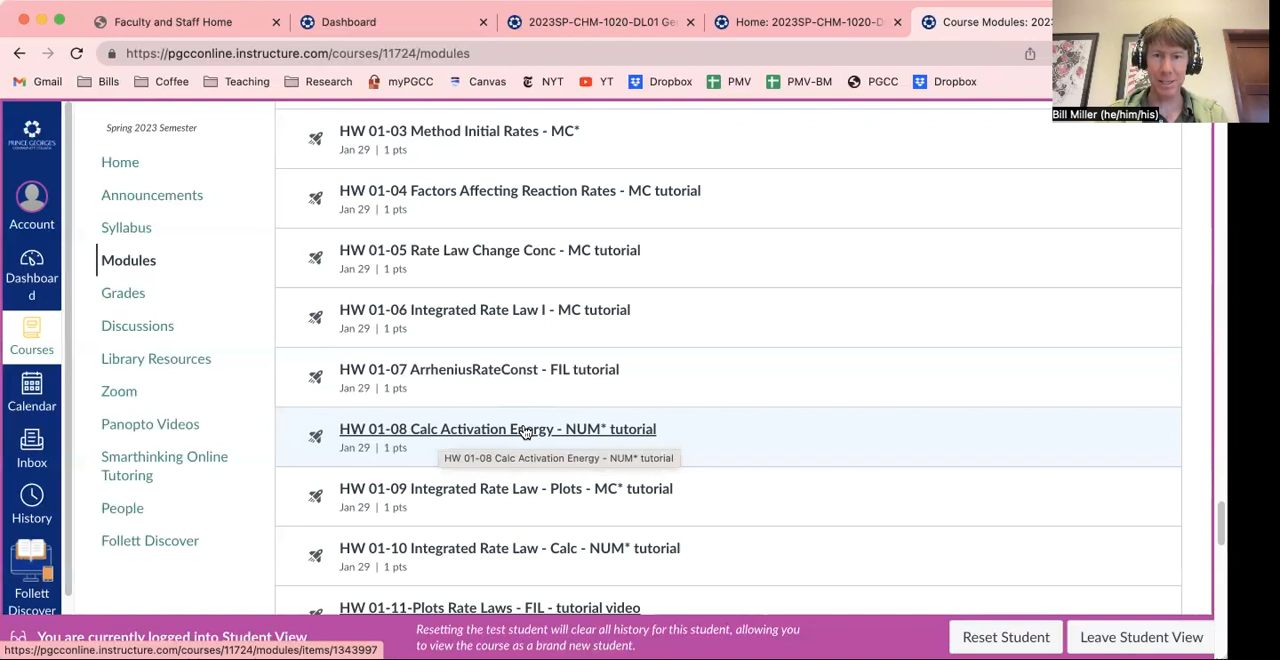 Faculty and Staff Home
Dashboard
2023SP-CHM-1020-DL01 Ge
Home: 2023SP-CHM-1020-D
Course Modules: 202
https://pgcconline.instructure.com/courses/11724/modules
Gmail
Bills
Coffee
Teaching
Research
myPGCC
Canvas
NYT
YT
Dropbox
PMV
PMV-BM
PGCC
Dropbox
Bill Miller (he/him/his)
PRINCE GEORGE'S
Account
Dashboar
d
Courses
Calendar
Inbox
History
Follett
Discover
Spring 2023 Semester
Home
Announcements
Syllabus
Modules
Grades
Discussions
Library Resources
Zoom
Panopto Videos
Smarthinking Online
Tutoring
People
Follett Discover
HW 01-03 Method Initial Rates - MC*
Jan 29 | 1 pts
HW 01-04 Factors Affecting Reaction Rates - MC tutorial
Jan 29 | 1 pts
HW 01-05 Rate Law Change Conc - MC tutorial
Jan 29 | 1 pts
HW 01-06 Integrated Rate Law I - MC tutorial
Jan 29 | 1 pts
HW 01-07 ArrheniusRateConst - FIL tutorial
Jan 29 | 1 pts
HW 01-08 Calc Activation Energy - NUM* tutorial
Jan 29 | 1 pts
HW 01-08 Calc Activation Energy - NUM* tutorial
HW 01-09 Integrated Rate Law - Plots - MC* tutorial
Jan 29 | 1 pts
HW 01-10 Integrated Rate Law - Calc - NUM* tutorial
Jan 29 | 1 pts
HW 01-11-Plots Rate Laws - FIL - tutorial video
You are currently logged into Student View
https://pgcconline.instructure.com/courses/11724/modules/items/1343997
Resetting the test student will clear all history for this student, allowing you
to view the course as a brand new student.
Reset Student
Leave Student View